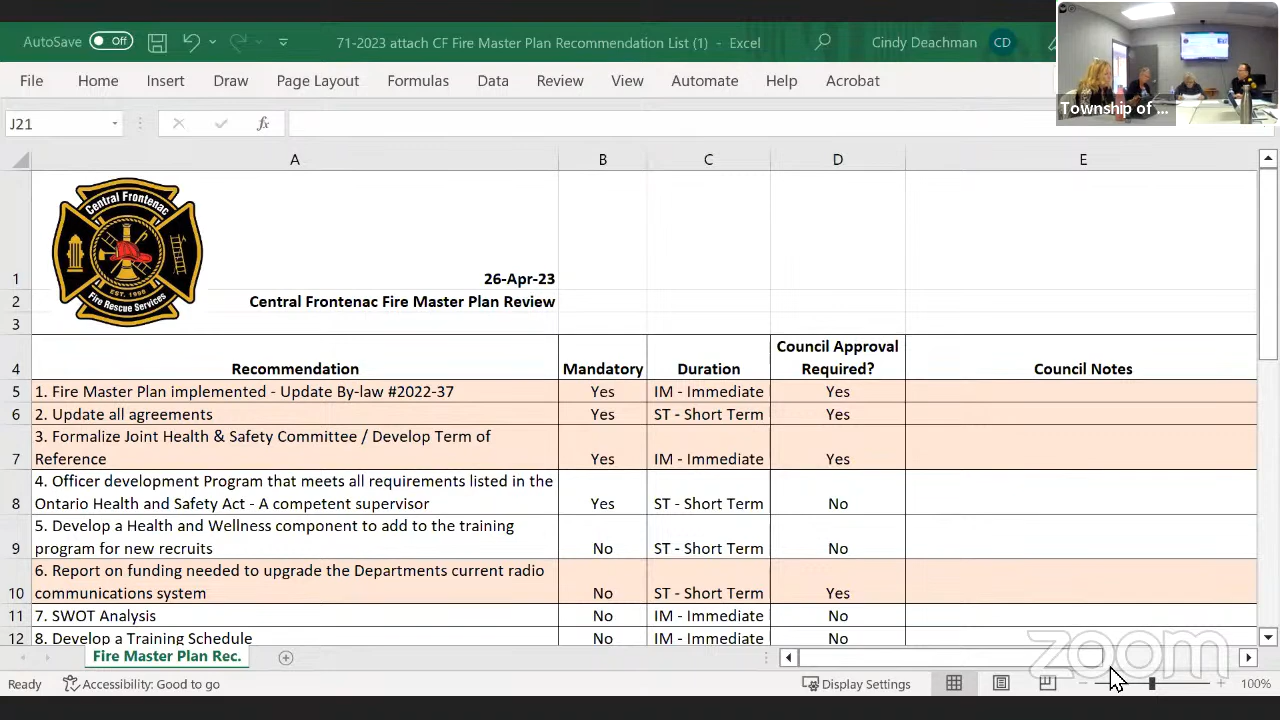 AutoSave Off 71-2023 attach CF Fire Master Plan Recommendation List (1) - Excel Cindy Deachman CD
File Home Insert Draw Page Layout Formulas Data Review View Automate Help Acrobat
Township of ...
J21 fx
A B C D E
Central Frontenac
EST. 1998
Fire Rescue Services
1 26-Apr-23
2 Central Frontenac Fire Master Plan Review
3
Council Approval
4 Recommendation Mandatory Duration Required? Council Notes
5 1. Fire Master Plan implemented - Update By-law #2022-37 Yes IM - Immediate Yes
6 2. Update all agreements Yes ST - Short Term Yes
3. Formalize Joint Health & Safety Committee / Develop Term of
7 Reference Yes IM - Immediate Yes
4. Officer development Program that meets all requirements listed in the
8 Ontario Health and Safety Act - A competent supervisor Yes ST - Short Term No
5. Develop a Health and Wellness component to add to the training
9 program for new recruits No ST - Short Term No
6. Report on funding needed to upgrade the Departments current radio
10 communications system No ST - Short Term Yes
11 7. SWOT Analysis No IM - Immediate No
12 8. Develop a Training Schedule No IM - Immediate No
Fire Master Plan Rec.
zoom
Ready Accessibility: Good to go Display Settings 100%